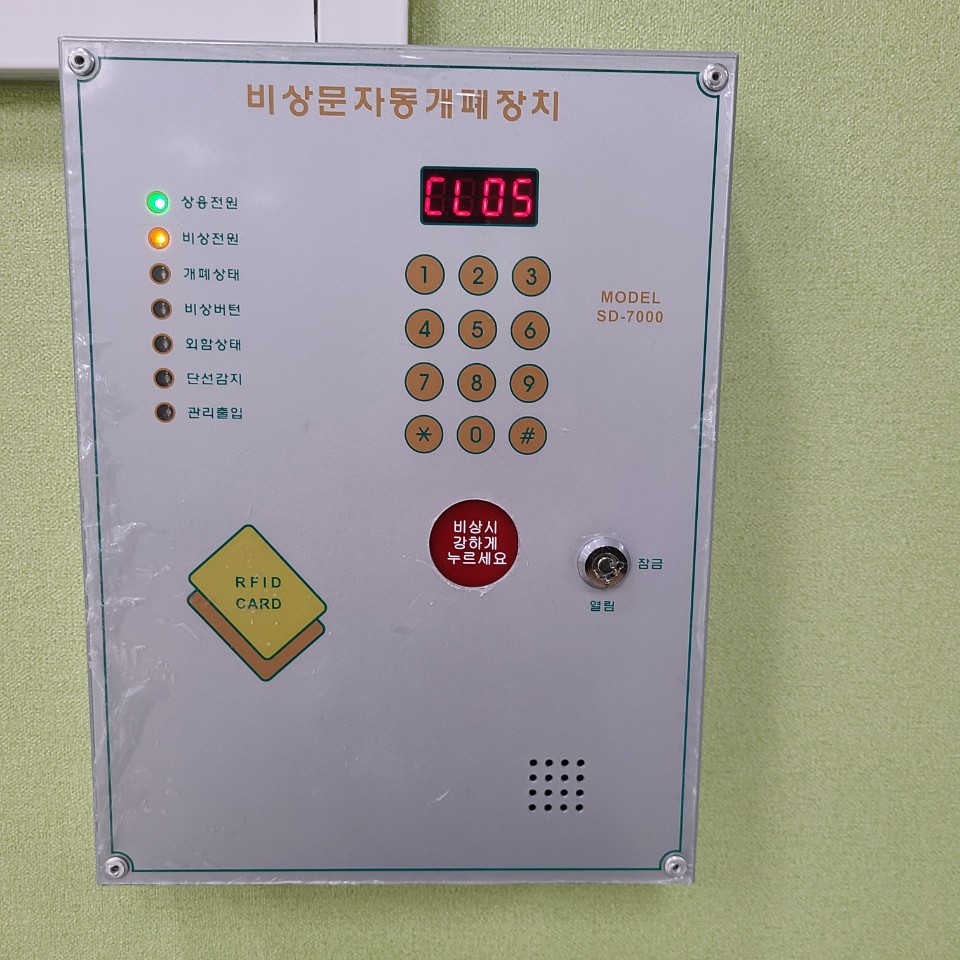 비상문자동개폐장치
CLOS
상용전원
비상전원
개폐상태
비상버턴
외함상태
단선감지
관리출입
1 2 3
4 5 6
7 8 9
* 0 #
MODEL
SD-7000
비상시
강하게
누르세요
잠금
열림
RFID
CARD